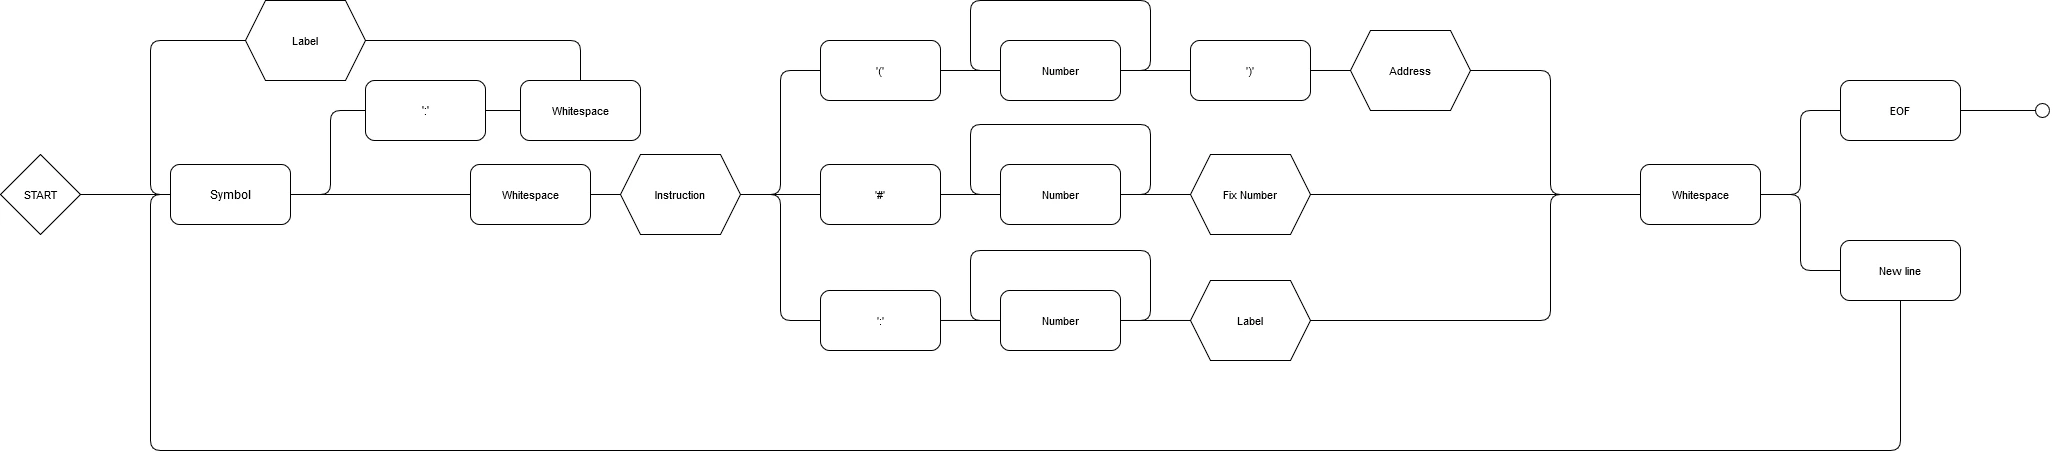 Label
'('
Number
')'
Address
':'
Whitespace
EOF
START
Symbol
Whitespace
Instruction
'#'
Number
Fix Number
Whitespace
New line
':'
Number
Label